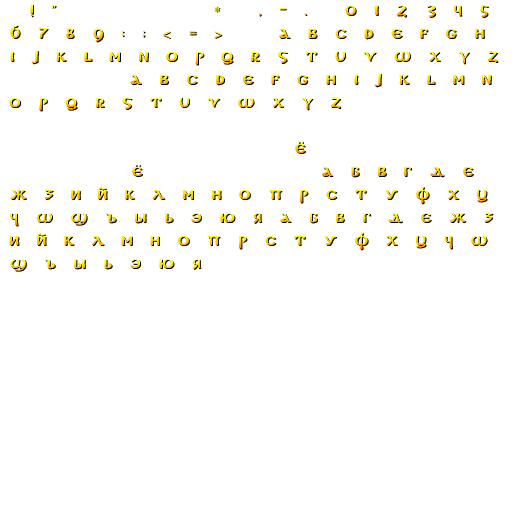 ! " * , - . 0 1 2 3 4 5
6 7 8 9 : ; < = > A B C D E F G H
I J K L M N O P Q R S T U V W X Y Z
A B C D E F G H I J K L M N
O P Q R S T U V W X Y Z
Ё
Ё А Б В Г Д Е
Ж З И Й К Л М Н О П Р С Т У Ф Х Ц
Ч Ш Щ Ъ Ы Ь Э Ю Я А Б В Г Д Е Ж З
И Й К Л М Н О П Р С Т У Ф Х Ц Ч Ш
Щ Ъ Ы Ь Э Ю Я